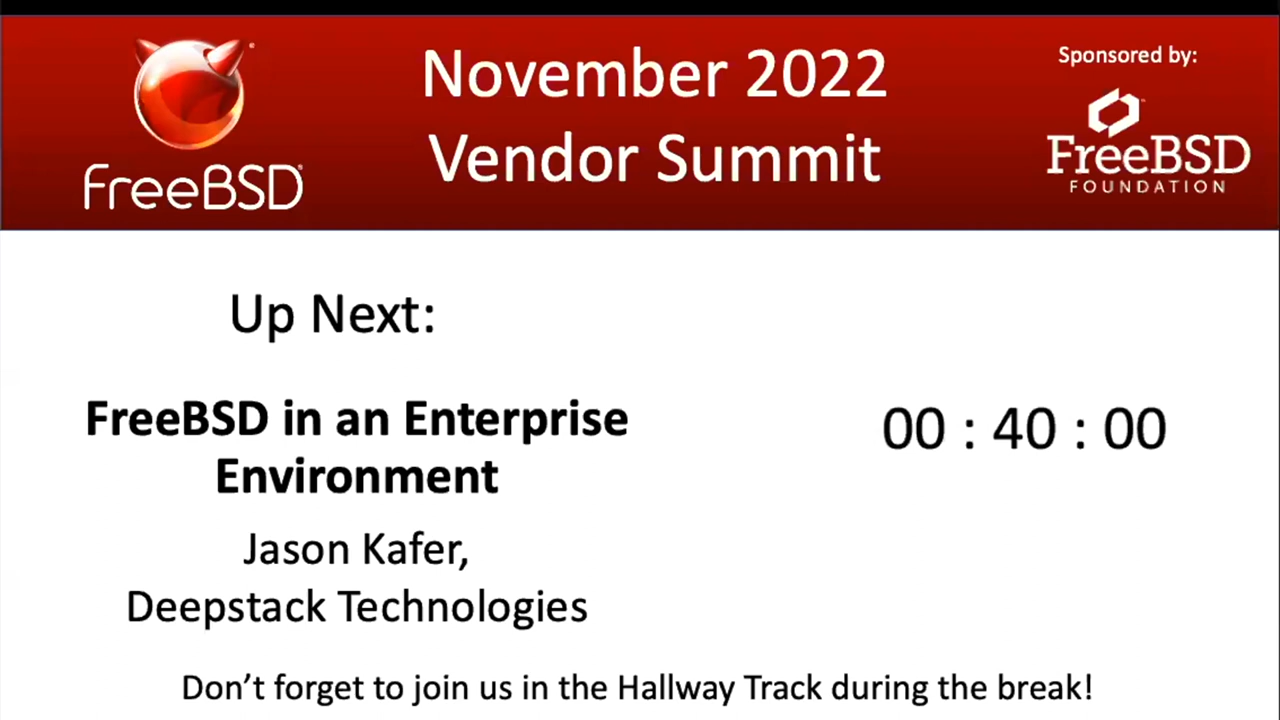 November 2022
Vendor Summit
Sponsored by:
FreeBSD
FreeBSD
FOUNDATION
Up Next:
FreeBSD in an Enterprise
Environment
Jason Kafer,
Deepstack Technologies
00 : 40 : 00
Don’t forget to join us in the Hallway Track during the break!